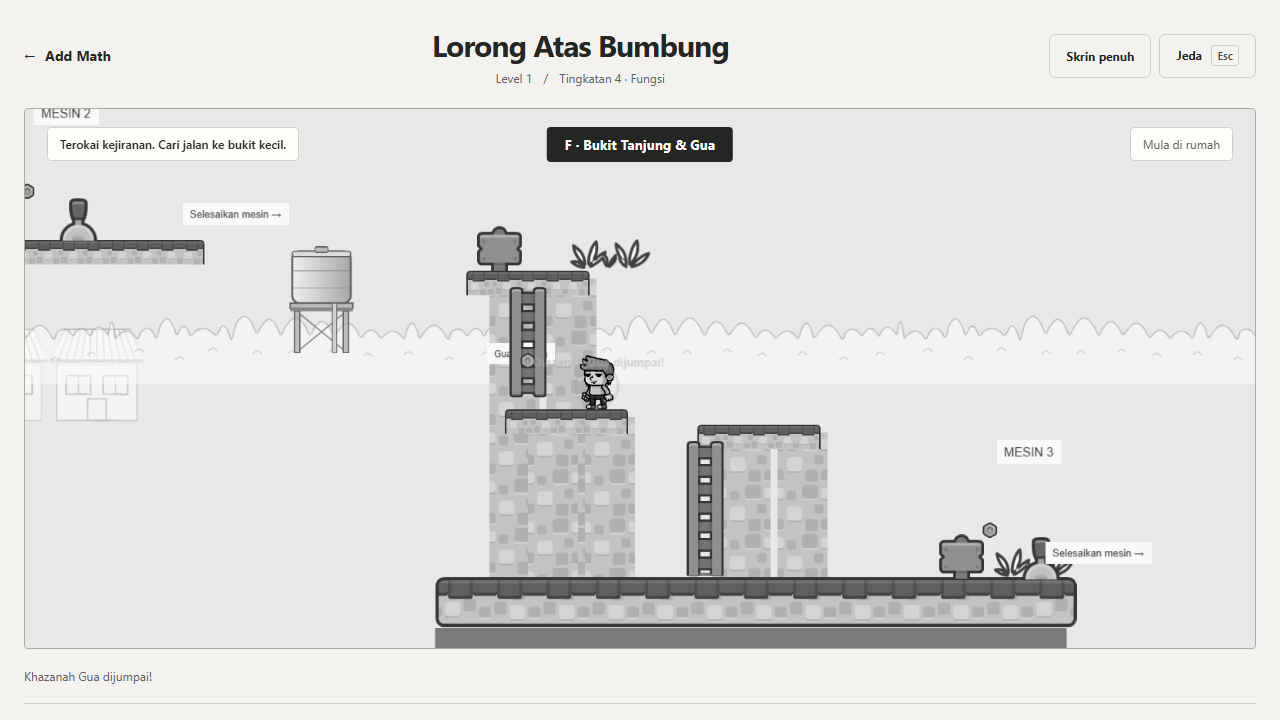 ← Add Math
Lorong Atas Bumbung
Level 1 / Tingkatan 4 · Fungsi
Skrin penuh
Jeda Esc
MESIN 2
Terokai kejiranan. Cari jalan ke bukit kecil.
F · Bukit Tanjung & Gua
Mula di rumah
Selesaikan mesin →
Khazanah Gua dijumpai!
MESIN 3
Selesaikan mesin →
Khazanah Gua dijumpai!